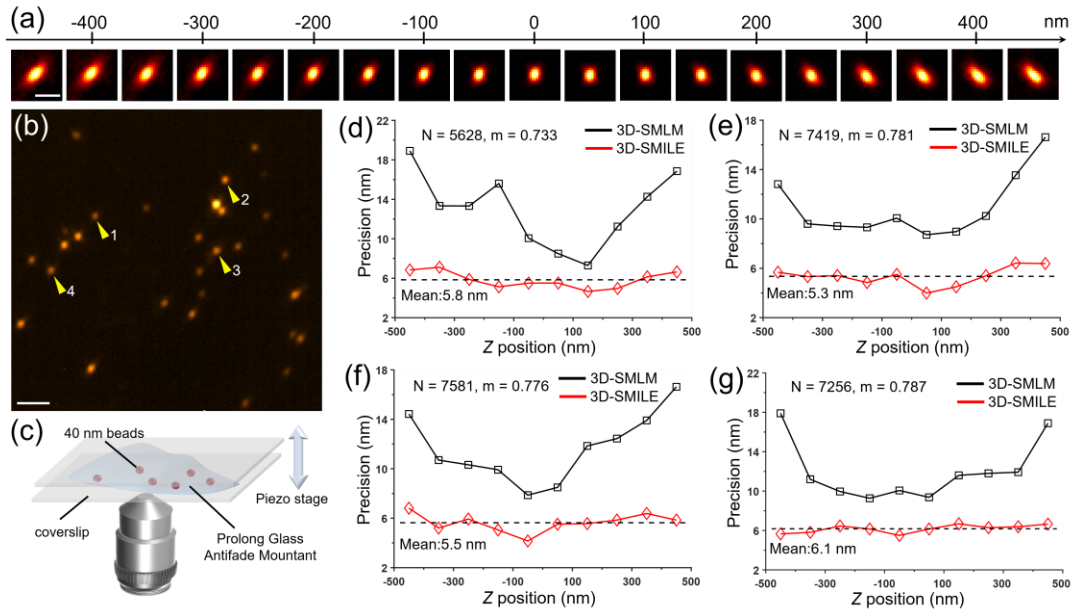 (a)
-400 -300 -200 -100 0 100 200 300 400 nm
(b)
1
2
3
4
(c)
40 nm beads
coverslip
Prolong Glass
Antifade Mountant
Piezo stage
(d)
N = 5628, m = 0.733
3D-SMLM
3D-SMILE
Precision (nm)
22
18
14
10
6
2
Mean:5.8 nm
-500 -300 -100 100 300 500
Z position (nm)
(e)
N = 7419, m = 0.781
3D-SMLM
3D-SMILE
Precision (nm)
18
14
10
6
2
Mean:5.3 nm
-500 -300 -100 100 300 500
Z position (nm)
(f)
N = 7581, m = 0.776
3D-SMLM
3D-SMILE
Precision (nm)
18
14
10
6
2
Mean:5.5 nm
-500 -300 -100 100 300 500
Z position (nm)
(g)
N = 7256, m = 0.787
3D-SMLM
3D-SMILE
Precision (nm)
22
18
14
10
6
2
Mean:6.1 nm
-500 -300 -100 100 300 500
Z position (nm)